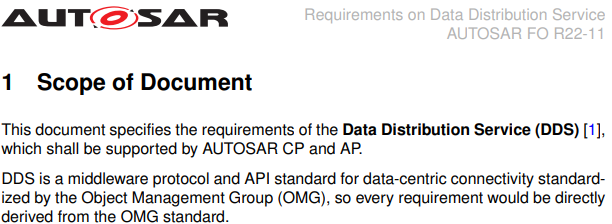 AUTOSAR
Requirements on Data Distribution Service
AUTOSAR FO R22-11
1 Scope of Document
This document specifies the requirements of the Data Distribution Service (DDS) [1],
which shall be supported by AUTOSAR CP and AP.
DDS is a middleware protocol and API standard for data-centric connectivity standard-
ized by the Object Management Group (OMG), so every requirement would be directly
derived from the OMG standard.